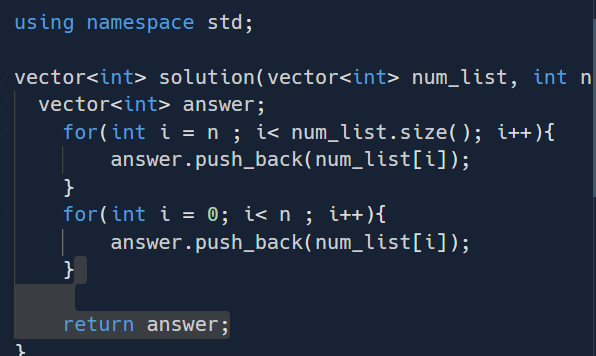 using namespace std;
vector<int> solution(vector<int> num_list, int n
  vector<int> answer;
    for(int i = n ; i< num_list.size(); i++){
        answer.push_back(num_list[i]);
    }
    for(int i = 0; i< n ; i++){
        answer.push_back(num_list[i]);
    }
    return answer;
}